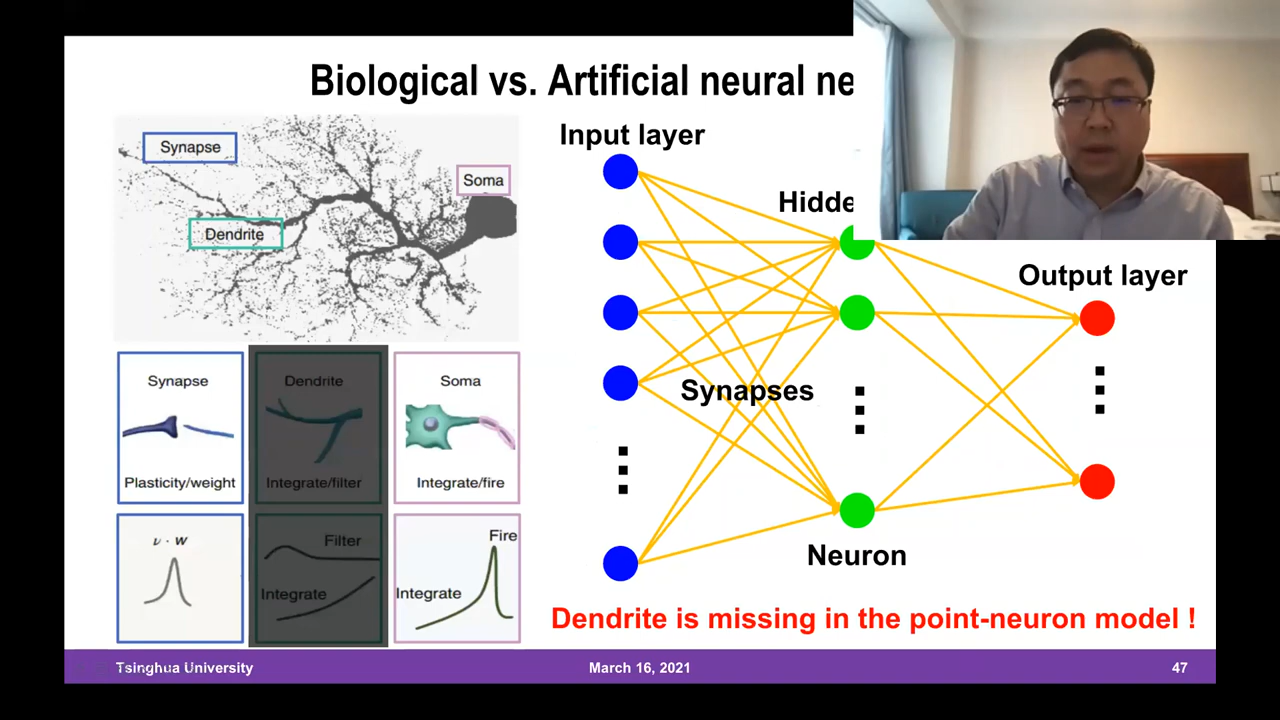 Biological vs. Artificial neural ne
Synapse
Soma
Dendrite
Synapse
Dendrite
Soma
Plasticity/weight
Integrate/filter
Integrate/fire
ν · w
Filter
Integrate
Fire
Integrate
Input layer
Hidde
Output layer
Synapses
Neuron
Dendrite is missing in the point-neuron model !
Tsinghua University
March 16, 2021
47